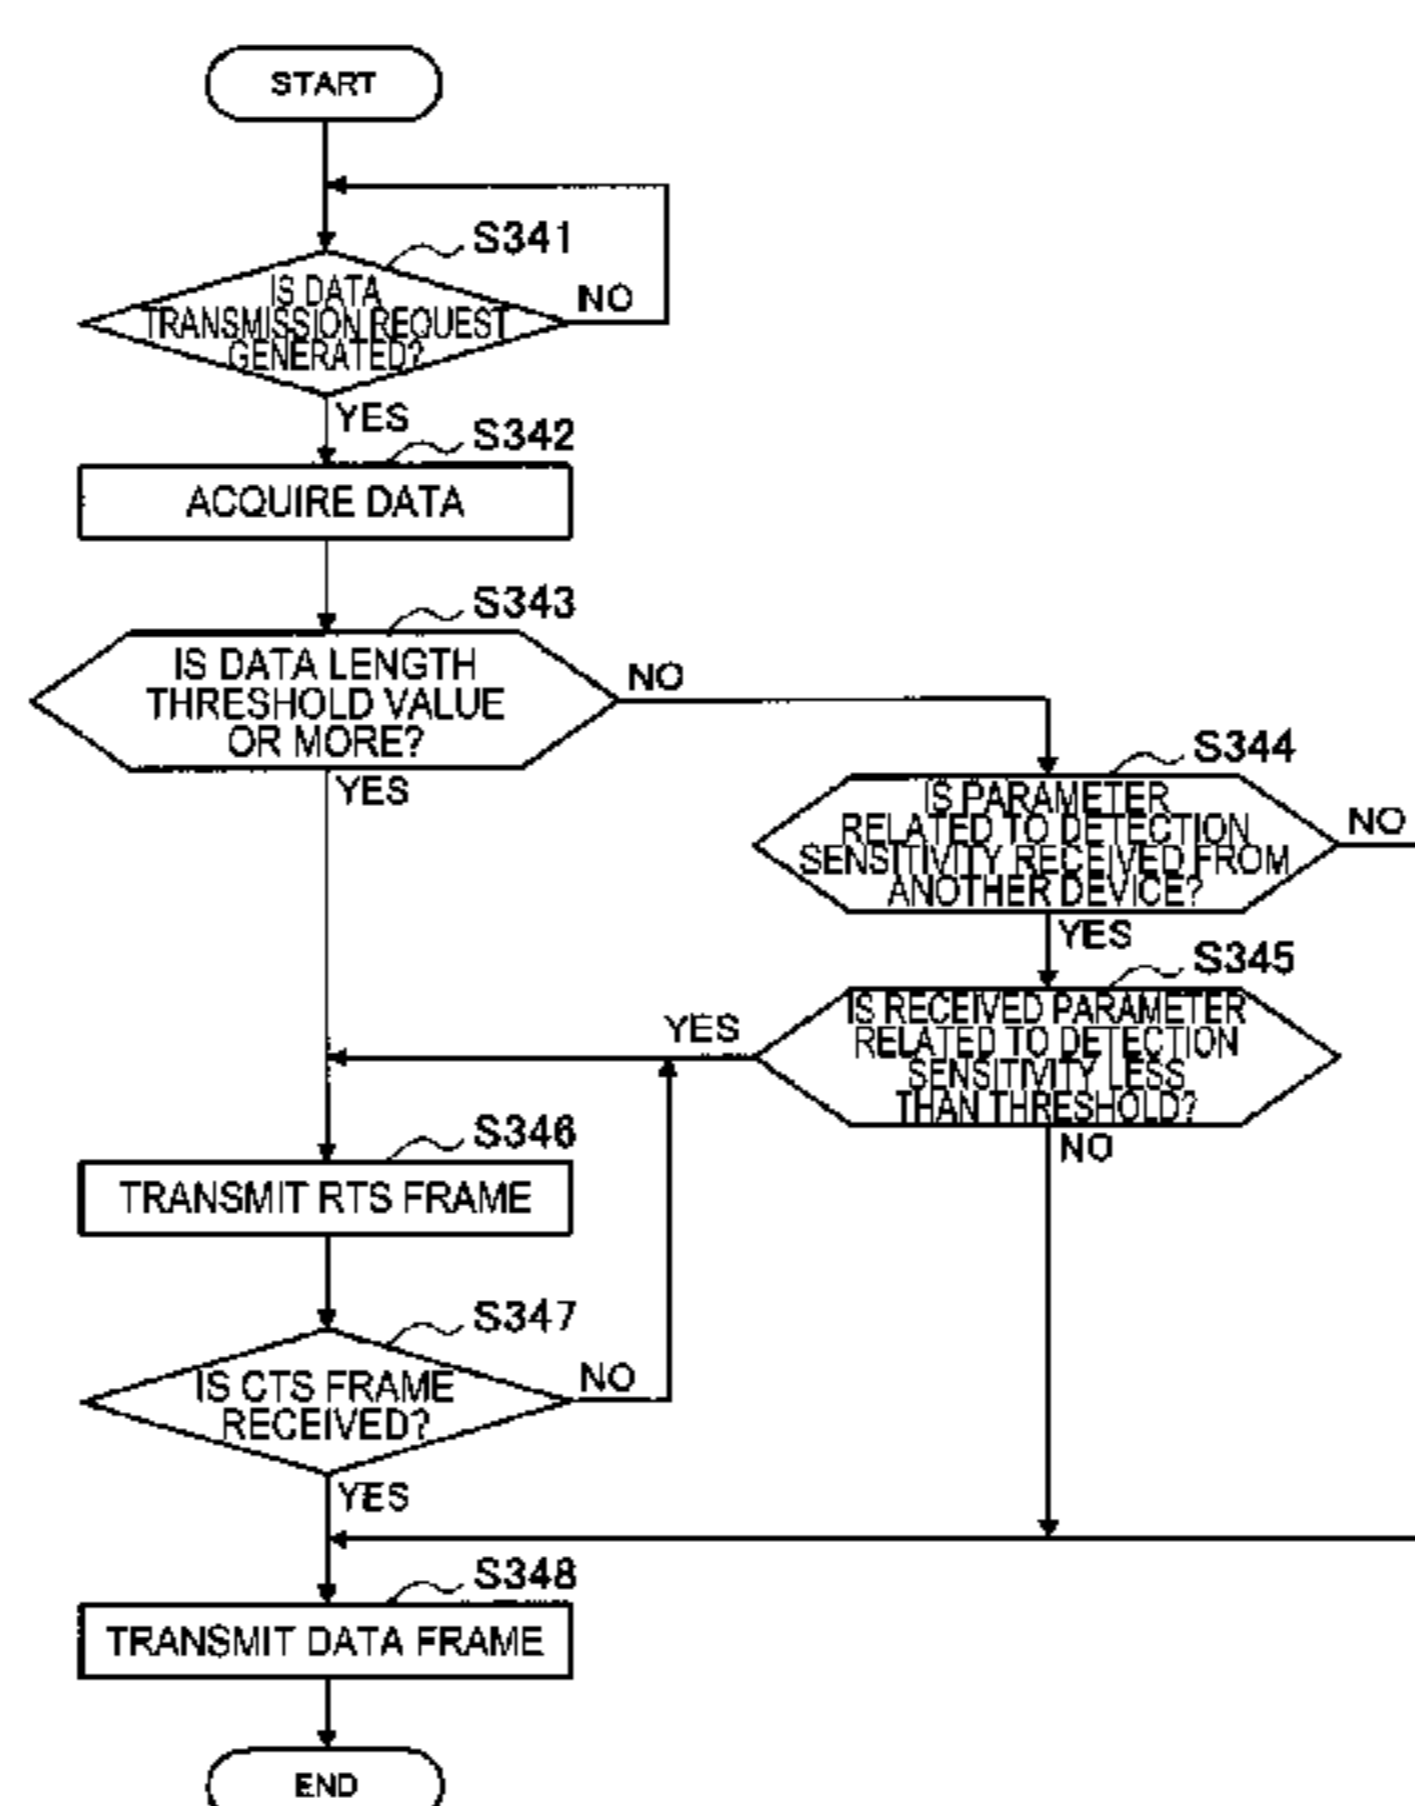 START
S341
IS DATA
TRANSMISSION REQUEST
GENERATED?
NO
YES
S342
ACQUIRE DATA
S343
IS DATA LENGTH
THRESHOLD VALUE
OR MORE?
NO
YES
S344
IS PARAMETER
RELATED TO DETECTION
SENSITIVITY RECEIVED FROM
ANOTHER DEVICE?
NO
YES
S345
IS RECEIVED PARAMETER
RELATED TO DETECTION
SENSITIVITY LESS
THAN THRESHOLD?
YES
NO
S346
TRANSMIT RTS FRAME
S347
IS CTS FRAME
RECEIVED?
NO
YES
S348
TRANSMIT DATA FRAME
END